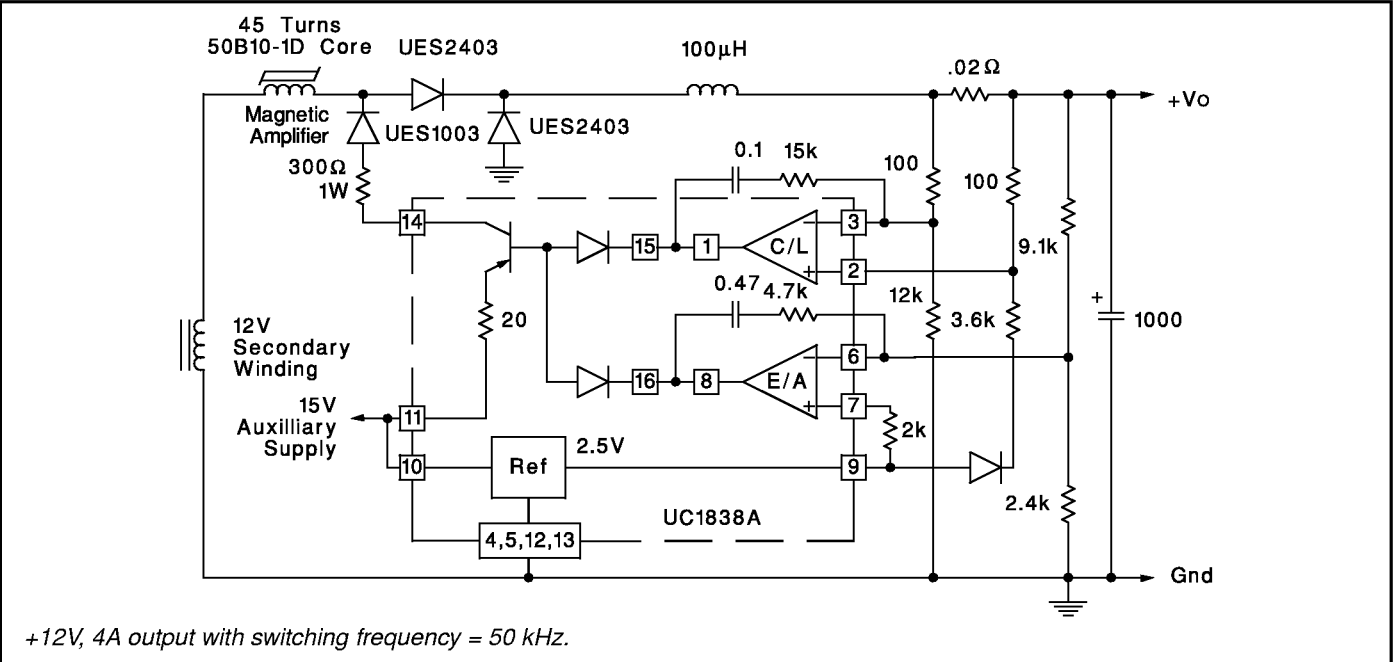 45 Turns
50B10-1D Core
UES2403
100µH
.02Ω
+Vo
Magnetic
Amplifier
UES1003
UES2403
300Ω
1W
0.1
15k
100
100
14
15
1
C/L
3
2
9.1k
0.47
4.7k
12k
3.6k
+
1000
20
12V
Secondary
Winding
16
8
E/A
6
7
15V
Auxilliary
Supply
11
2k
10
Ref
2.5V
9
2.4k
UC1838A
4,5,12,13
Gnd
+12V, 4A output with switching frequency = 50 kHz.